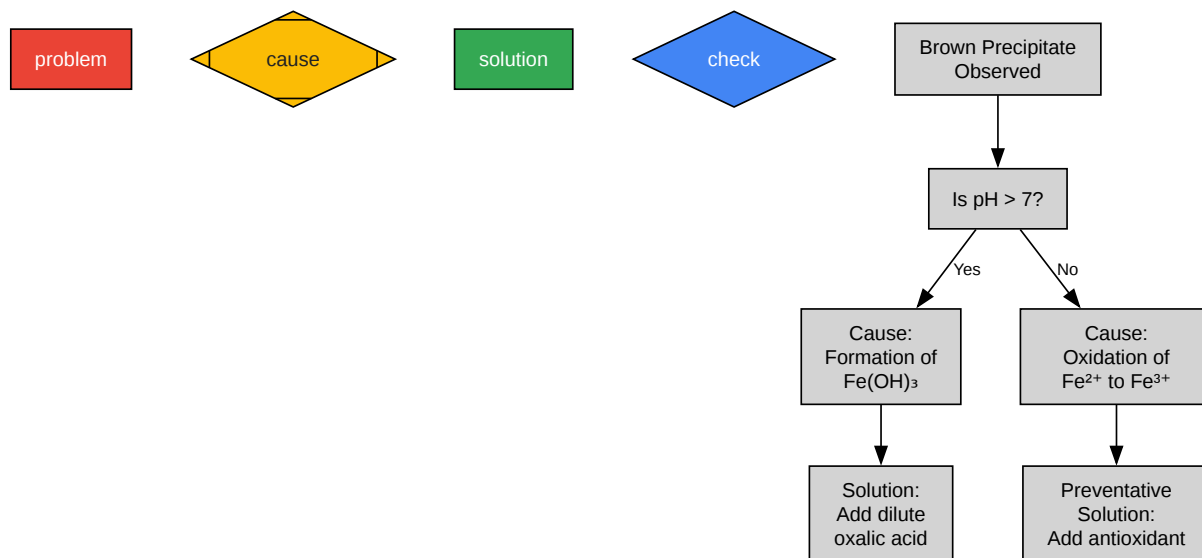 problem
cause
solution
check
Brown Precipitate
Observed
Is pH > 7?
Yes
No
Cause:
Formation of
Fe(OH)₃
Cause:
Oxidation of
Fe²⁺ to Fe³⁺
Solution:
Add dilute
oxalic acid
Preventative
Solution:
Add antioxidant